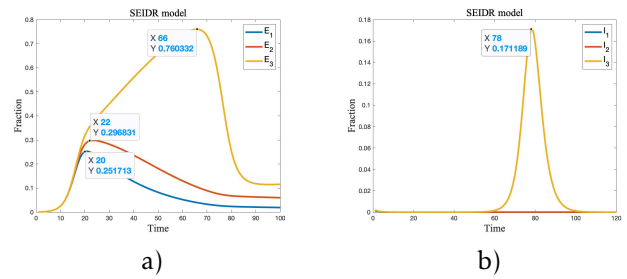 SEIDR model
0.8
0.7
0.6
0.5
0.4
0.3
0.2
0.1
0
Fraction
X 66
Y 0.760332
X 22
Y 0.296831
X 20
Y 0.251713
E1
E2
E3
0 10 20 30 40 50 60 70 80 90 100
Time
a)
SEIDR model
0.18
0.16
0.14
0.12
0.1
0.08
0.06
0.04
0.02
0
Fraction
X 78
Y 0.171189
I1
I2
I3
0 20 40 60 80 100 120
Time
b)